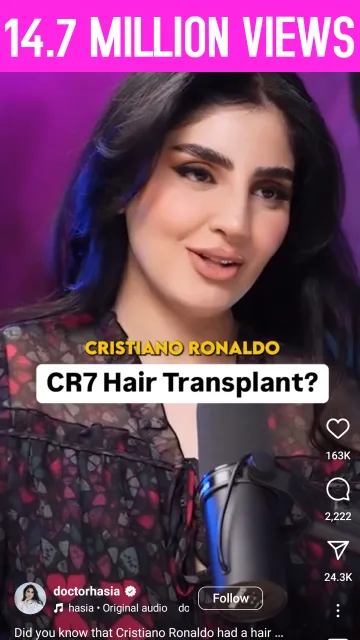 14.7 MILLION VIEWS
CRISTIANO RONALDO
CR7 Hair Transplant?
163K
2,222
24.3K
doctorhasia
Follow
hasia • Original audio do
Did you know that Cristiano Ronaldo had a hair ...